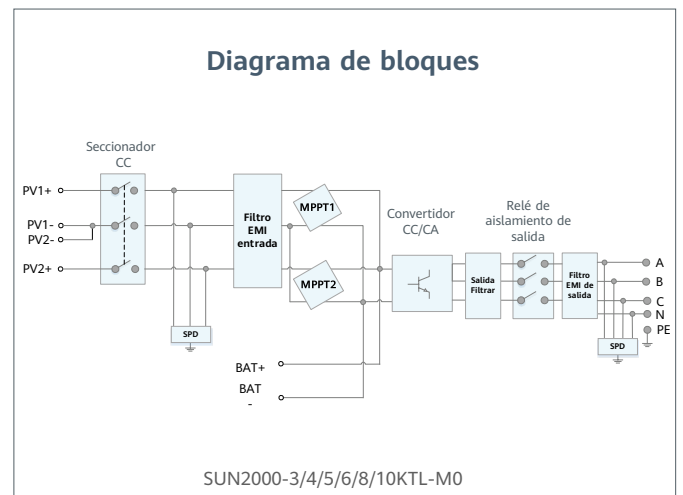 Diagrama de bloques
Seccionador
CC
PV1+
PV1-
PV2-
PV2+
SPD
Filtro
EMI
entrada
MPPT1
MPPT2
BAT+
BAT
-
Convertidor
CC/CA
Salida
Filtrar
Relé de
aislamiento de
salida
Filtro
EMI de
salida
A
B
C
N
PE
SPD
SUN2000-3/4/5/6/8/10KTL-M0